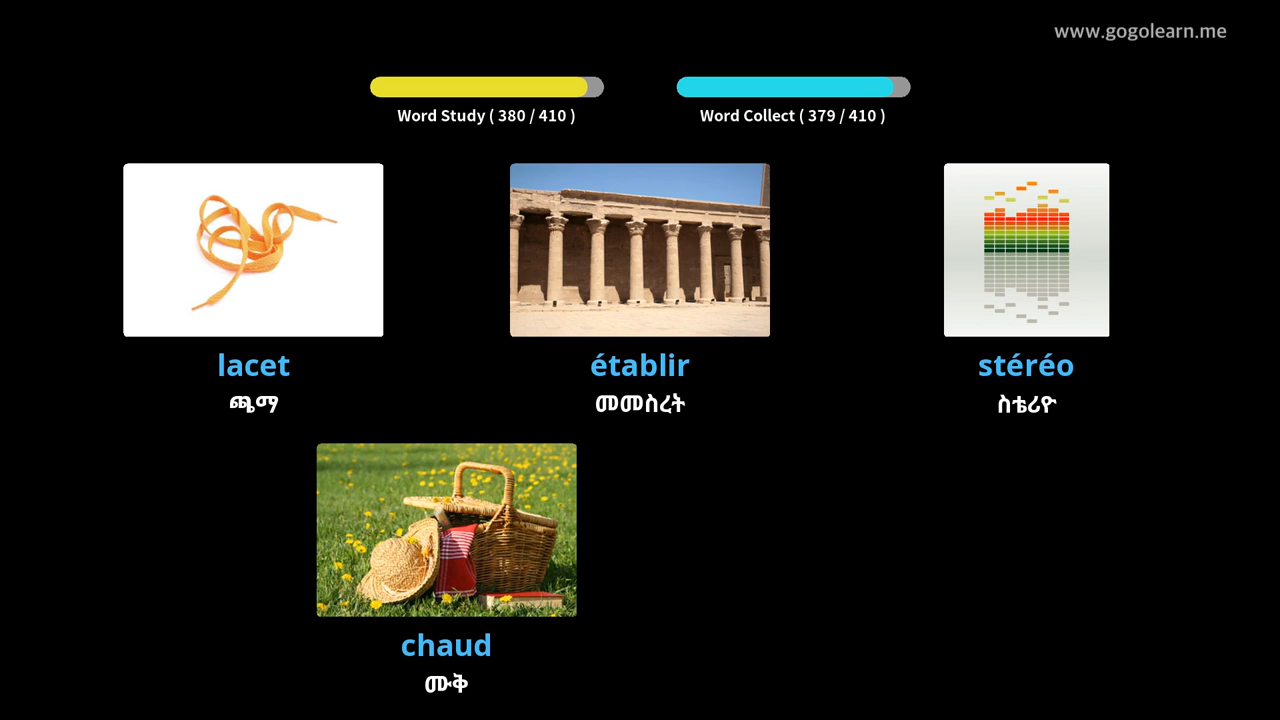 www.gogolearn.me
Word Study ( 380 / 410 )
Word Collect ( 379 / 410 )
lacet
ጫማ
établir
መመስረት
stéréo
ስቴሪዮ
chaud
ሙቅ